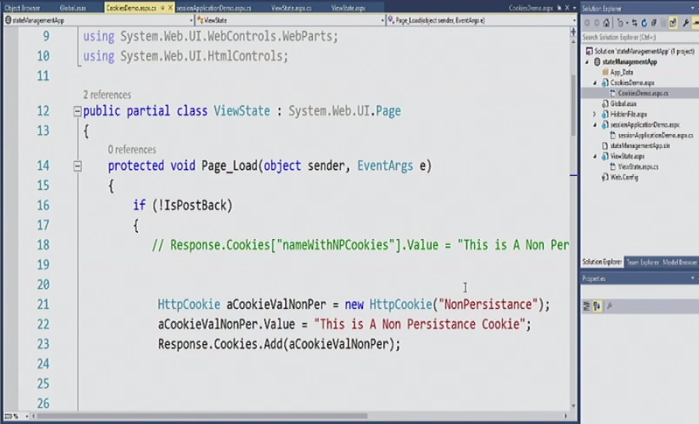 Object Browser Global.asax CookiesDemo.aspx.cs sessionApplicationDemo.aspx.cs ViewState.aspx.cs ViewState.aspx CookiesDemo.aspx.cs
stateManagementApp ViewState Page_Load(object sender, EventArgs e)
9 using System.Web.UI.WebControls.WebParts;
10 using System.Web.UI.HtmlControls;
11
2 references
12 public partial class ViewState : System.Web.UI.Page
13 {
0 references
14 protected void Page_Load(object sender, EventArgs e)
15 {
16 if (!IsPostBack)
17 {
18 // Response.Cookies["nameWithNPCookies"].Value = "This is A Non Per
19
20
21 HttpCookie aCookieValNonPer = new HttpCookie("NonPersistance");
22 aCookieValNonPer.Value = "This is A Non Persistance Cookie";
23 Response.Cookies.Add(aCookieValNonPer);
24
25
26
Solution Explorer
Search Solution Explorer (Ctrl+;)
Solution 'stateManagementApp' (1 project)
stateManagementApp
App_Data
CookiesDemo.aspx
CookiesDemo.aspx.cs
Global.asax
HiddenFile.aspx
sessionApplicationDemo.aspx
sessionApplicationDemo.aspx.cs
stateManagementApp.sln
ViewState.aspx
ViewState.aspx.cs
Web.Config
Solution Explorer Team Explorer Model Browser
Properties